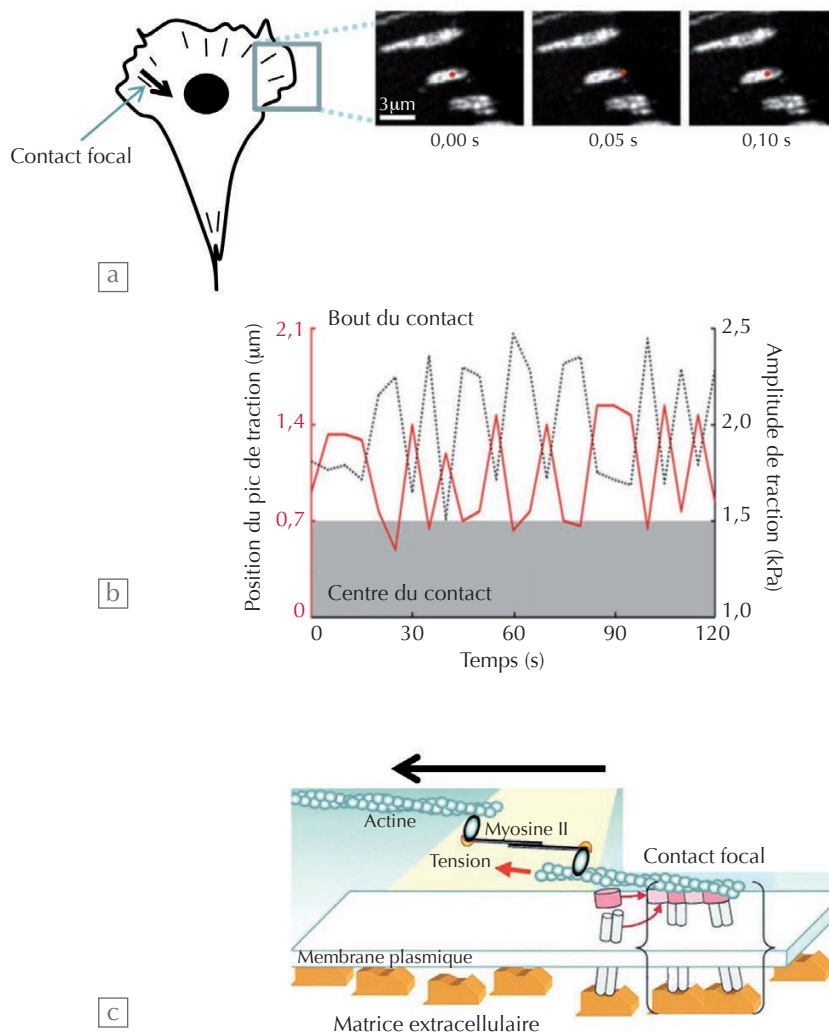 3μm
0,00 s
0,05 s
0,10 s
Contact focal
a
Position du pic de traction (μm)
2,1
1,4
0,7
0
Bout du contact
Centre du contact
2,5
2,0
1,5
1,0
Amplitude de traction (kPa)
0
30
60
90
120
Temps (s)
b
Actine
Myosine II
Tension
Contact focal
Membrane plasmique
Matrice extracellulaire
c